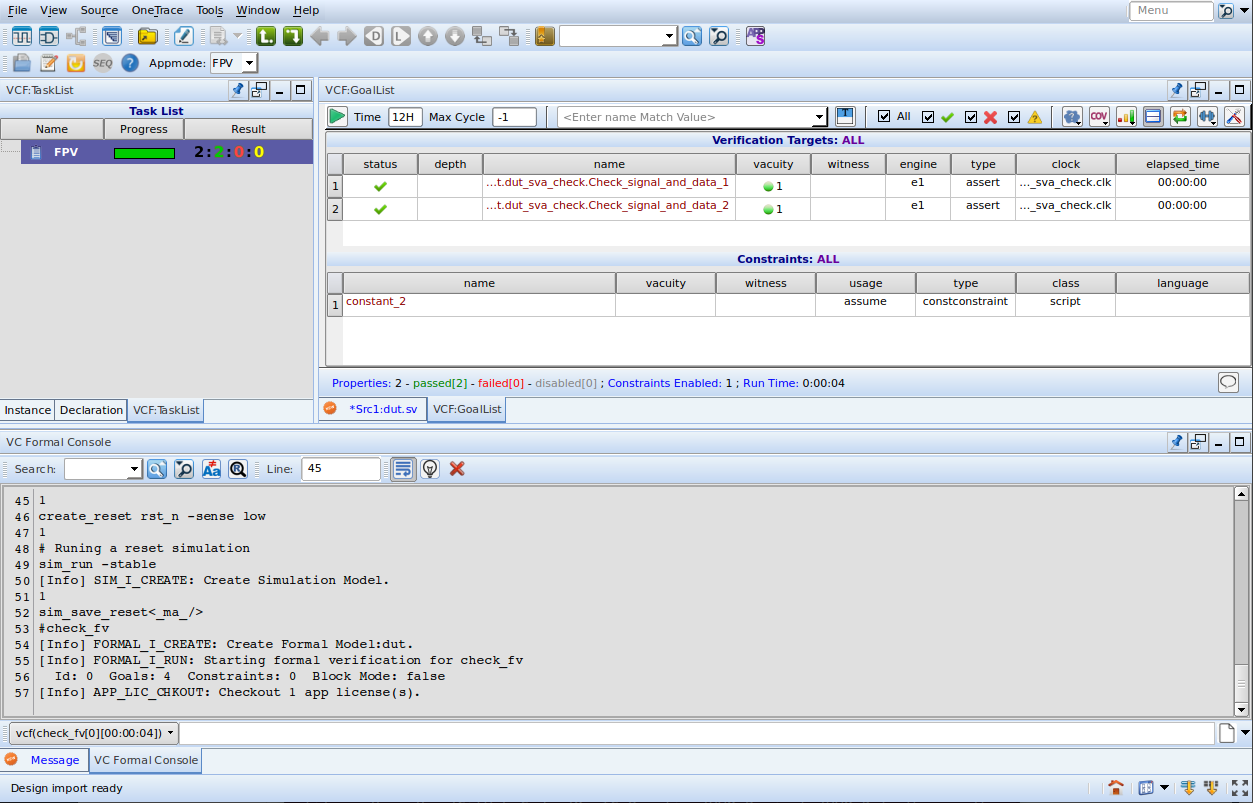 File View Source OneTrace Tools Window Help
Menu
SEQ Appmode: FPV
VCF:TaskList
Task List
Name Progress Result
FPV 2:2:0:0
Instance Declaration VCF:TaskList
VCF:GoalList
Time 12H Max Cycle -1 <Enter name Match Value> All
Verification Targets: ALL
status depth name vacuity witness engine type clock elapsed_time
1 ...t.dut_sva_check.Check_signal_and_data_1 1 e1 assert ..._sva_check.clk 00:00:00
2 ...t.dut_sva_check.Check_signal_and_data_2 1 e1 assert ..._sva_check.clk 00:00:00
Constraints: ALL
name vacuity witness usage type class language
1 constant_2 assume constconstraint script
Properties: 2 - passed[2] - failed[0] - disabled[0] ; Constraints Enabled: 1 ; Run Time: 0:00:04
*Src1:dut.sv VCF:GoalList
VC Formal Console
Search: Line: 45
45 1
46 create_reset rst_n -sense low
47 1
48 # Runing a reset simulation
49 sim_run -stable
50 [Info] SIM_I_CREATE: Create Simulation Model.
51 1
52 sim_save_reset<_ma_/>
53 #check_fv
54 [Info] FORMAL_I_CREATE: Create Formal Model:dut.
55 [Info] FORMAL_I_RUN: Starting formal verification for check_fv
56 Id: 0 Goals: 4 Constraints: 0 Block Mode: false
57 [Info] APP_LIC_CHKOUT: Checkout 1 app license(s).
vcf(check_fv[0][00:00:04])
Message VC Formal Console
Design import ready